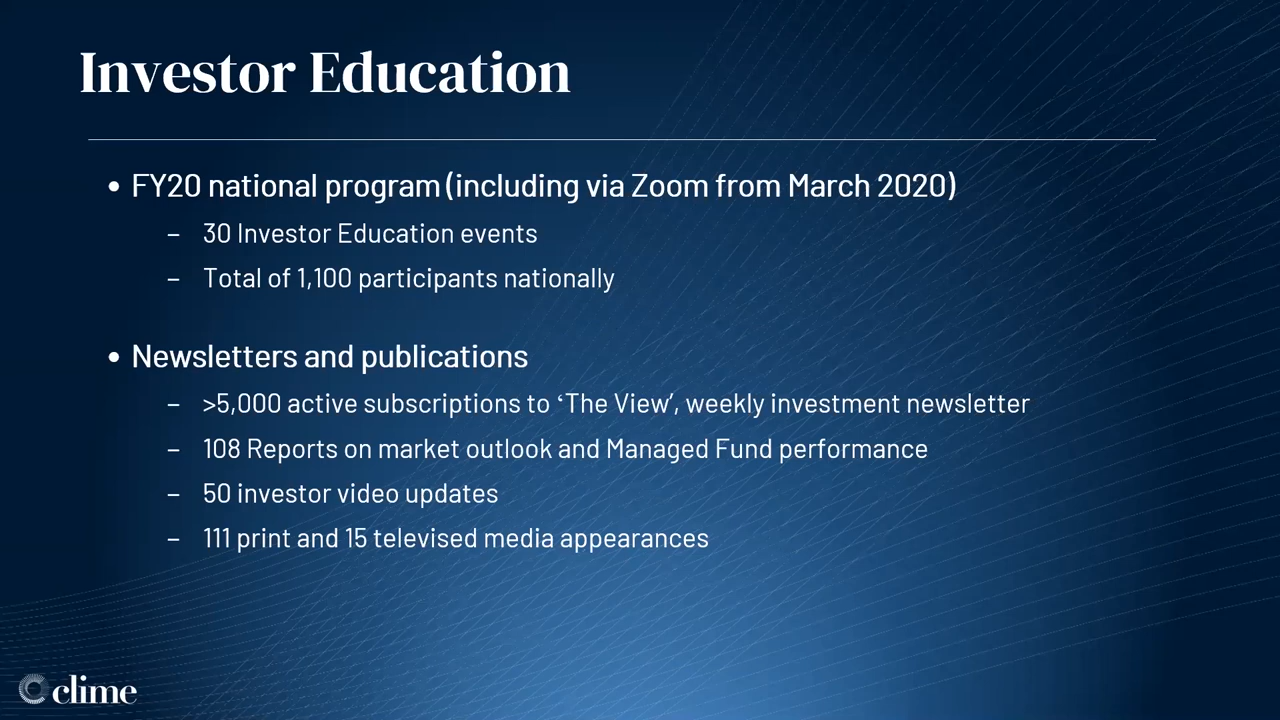 Investor Education
• FY20 national program (including via Zoom from March 2020)
– 30 Investor Education events
– Total of 1,100 participants nationally
• Newsletters and publications
– >5,000 active subscriptions to ‘The View’, weekly investment newsletter
– 108 Reports on market outlook and Managed Fund performance
– 50 investor video updates
– 111 print and 15 televised media appearances
clime